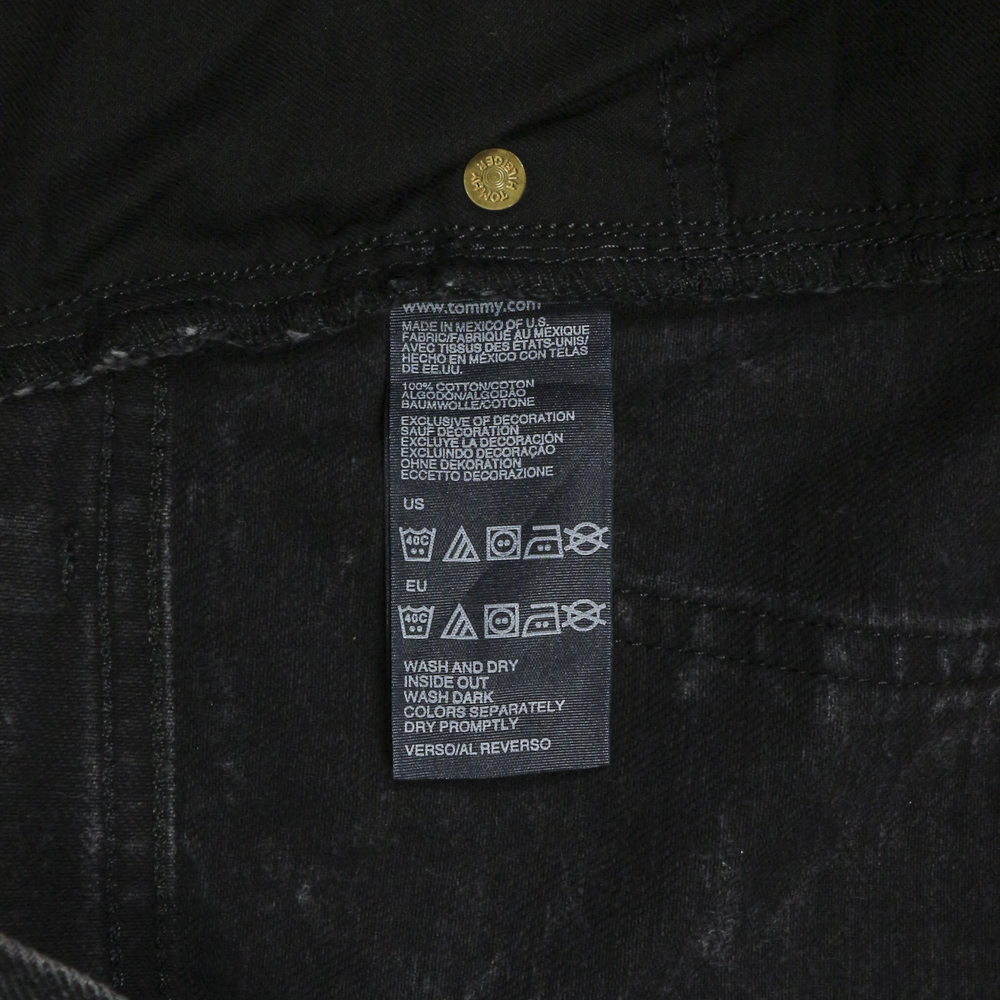 TOMMY HILFIGER
www.tommy.com
MADE IN MEXICO OF U.S.
FABRIC/FABRIQUÉ AU MÉXIQUE
AVEC TISSUS DES ÉTATS-UNIS/
HECHO EN MÉXICO CON TELAS
DE EE.UU.
100% COTTON/COTON
ALGODÓN/ALGODÃO
BAUMWOLLE/COTONE
EXCLUSIVE OF DECORATION
SAUF DÉCORATION
EXCLUYE LA DECORACIÓN
EXCLUINDO DECORAÇÃO
OHNE DEKORATION
ECCETTO DECORAZIONE
US
40C
EU
40C
WASH AND DRY
INSIDE OUT
WASH DARK
COLORS SEPARATELY
DRY PROMPTLY
VERSO/AL REVERSO